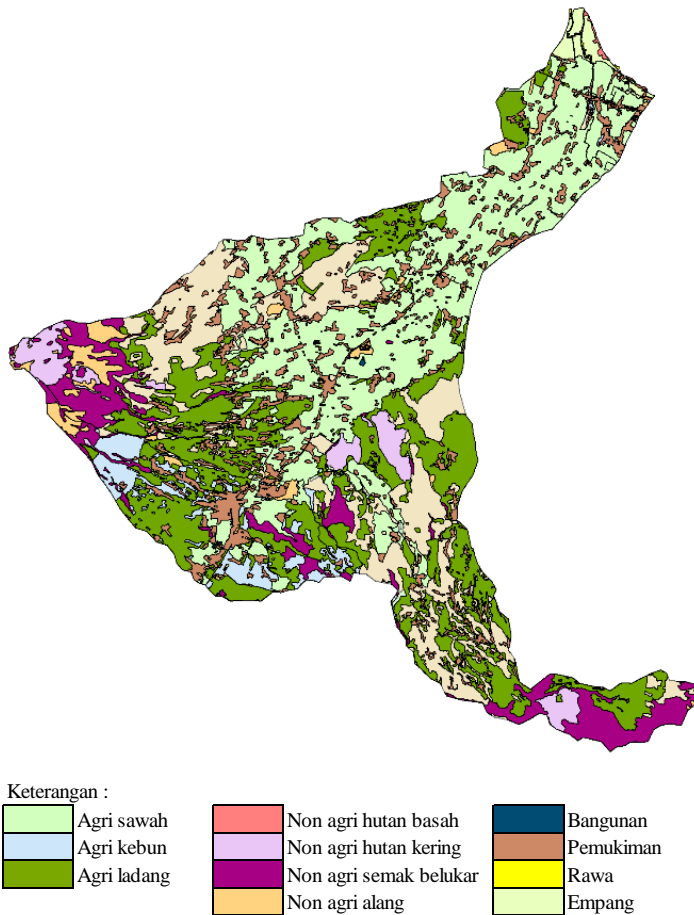 Keterangan :
Agri sawah
Agri kebun
Agri ladang
Non agri hutan basah
Non agri hutan kering
Non agri semak belukar
Non agri alang
Bangunan
Pemukiman
Rawa
Empang